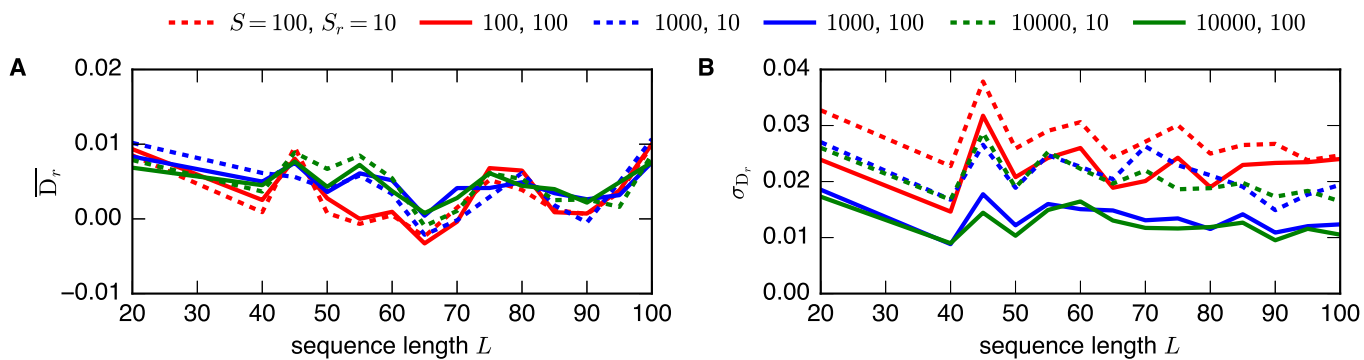 S=100, S_r=10 100, 100 1000, 10 1000, 100 10000, 10 10000, 100
A
0.02
0.01
0.00
−0.01
D̅_r
20 30 40 50 60 70 80 90 100
sequence length L
B
0.04
0.03
0.02
0.01
0.00
σ_{D_r}
20 30 40 50 60 70 80 90 100
sequence length L